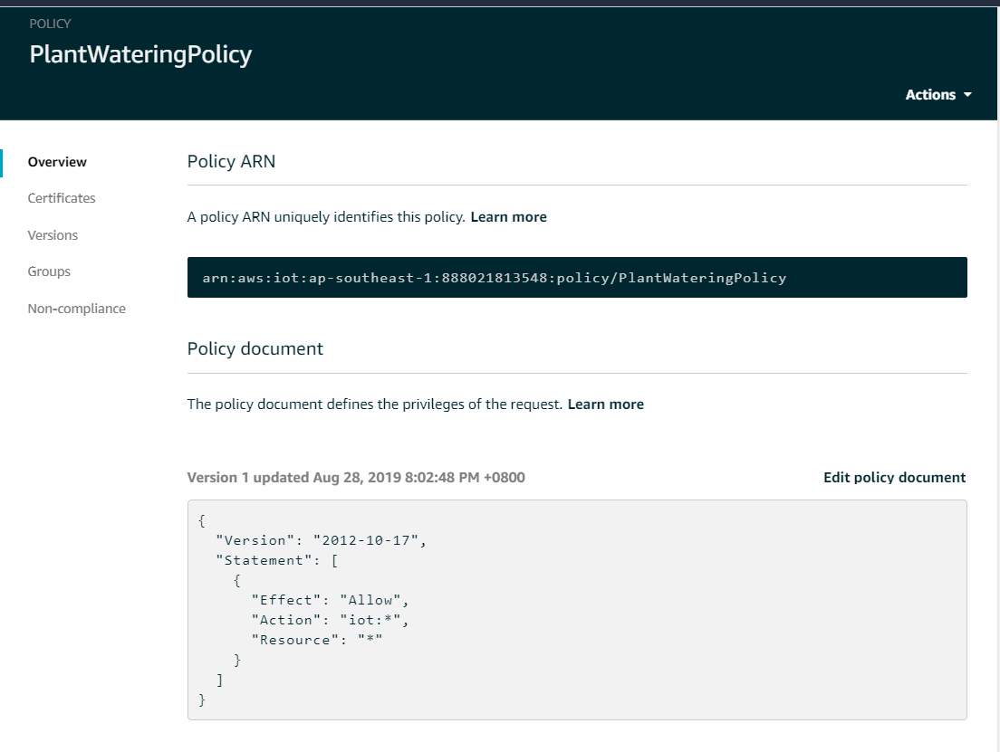 POLICY
PlantWateringPolicy
Actions
Overview
Certificates
Versions
Groups
Non-compliance
Policy ARN
A policy ARN uniquely identifies this policy. Learn more
arn:aws:iot:ap-southeast-1:888021813548:policy/PlantWateringPolicy
Policy document
The policy document defines the privileges of the request. Learn more
Version 1 updated Aug 28, 2019 8:02:48 PM +0800
Edit policy document
{
  "Version": "2012-10-17",
  "Statement": [
    {
      "Effect": "Allow",
      "Action": "iot:*",
      "Resource": "*"
    }
  ]
}